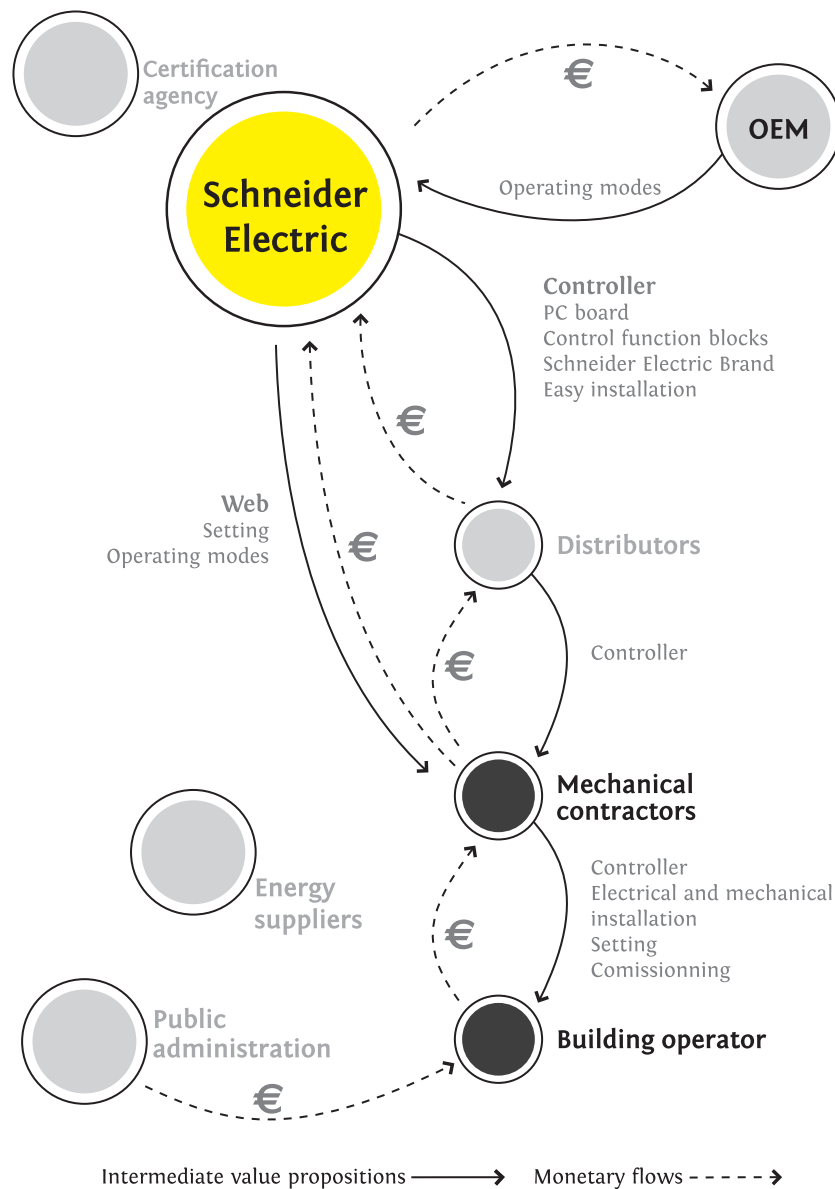 Certification
agency
€
OEM
Schneider
Electric
Operating modes
Controller
PC board
Control function blocks
Schneider Electric Brand
Easy installation
€
Web
Setting
Operating modes
€
Distributors
€
Controller
Mechanical
contractors
Energy
suppliers
Controller
Electrical and mechanical
installation
Setting
Comissionning
€
Public
administration
Building operator
€
Intermediate value propositions
Monetary flows